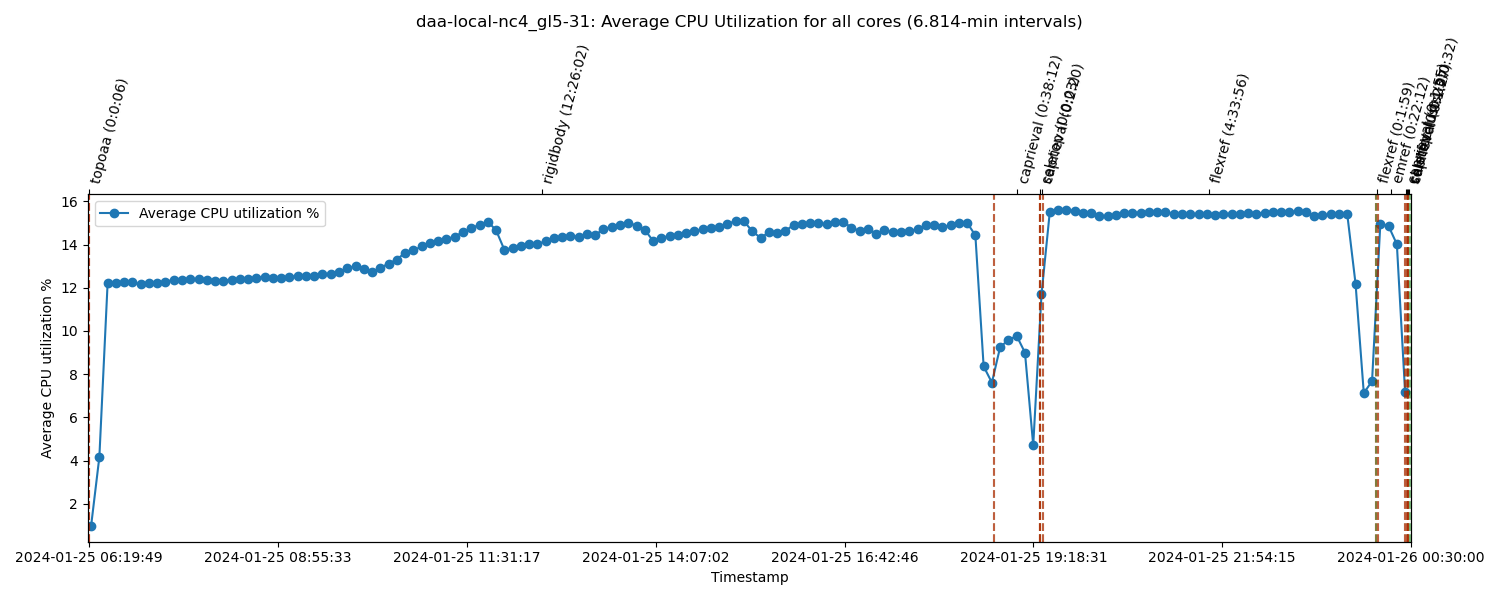 daa-local-nc4_gl5-31: Average CPU Utilization for all cores (6.814-min intervals)
topoaa (0:0:06)
rigidbody (12:26:02)
caprieval (0:38:12)
flexref (4:33:56)
flexref (0:1:59)
emref (0:22:12)
Average CPU utilization %
16
14
12
10
8
6
4
2
Average CPU utilization %
2024-01-25 06:19:49
2024-01-25 08:55:33
2024-01-25 11:31:17
2024-01-25 14:07:02
2024-01-25 16:42:46
2024-01-25 19:18:31
2024-01-25 21:54:15
2024-01-26 00:30:00
Timestamp